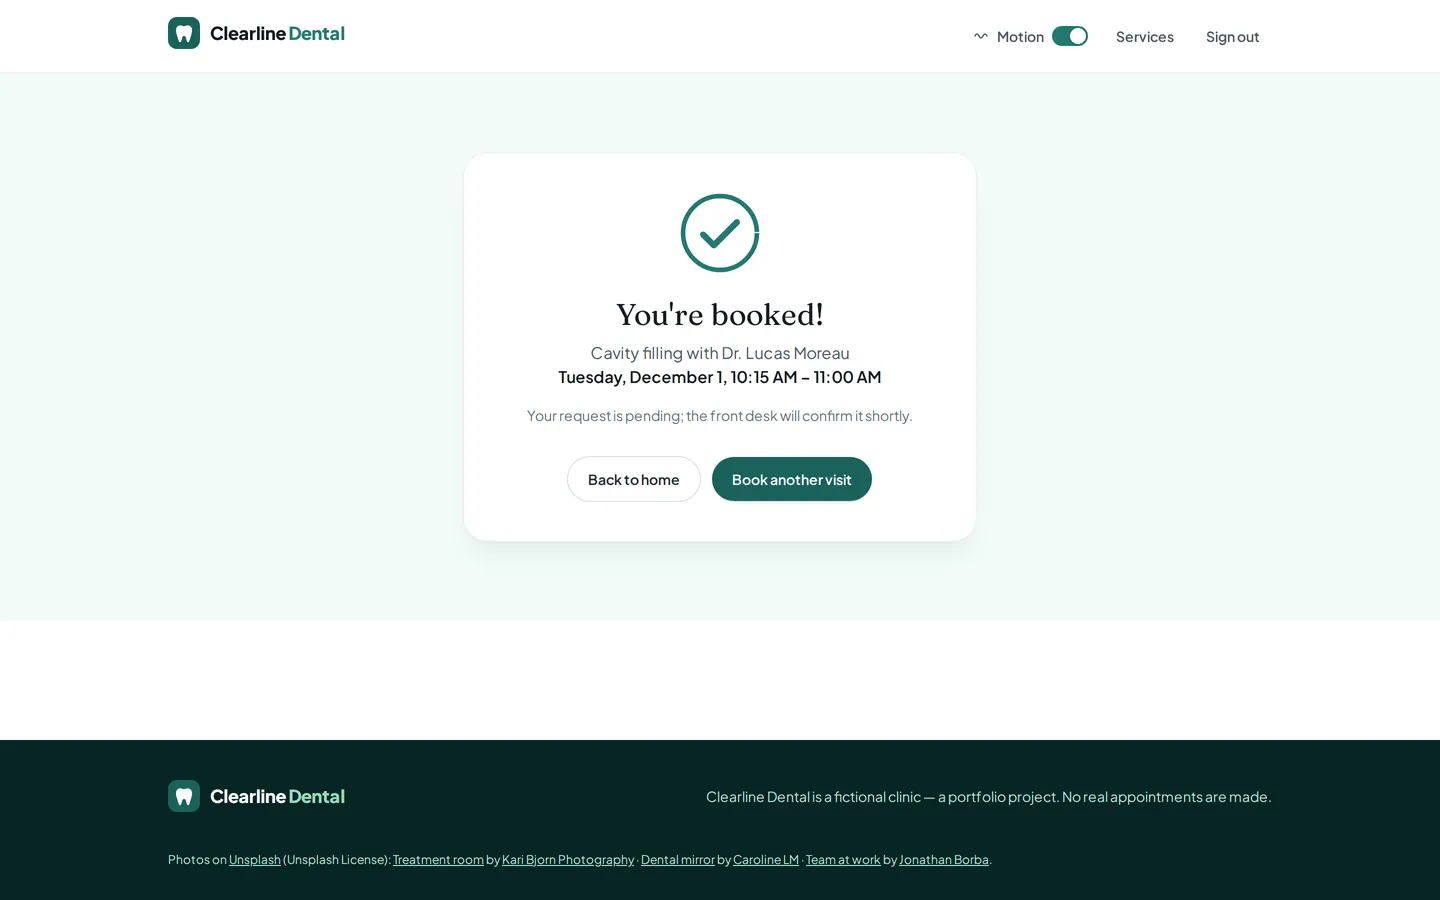 Clearline Dental
Motion
Services
Sign out
You're booked!
Cavity filling with Dr. Lucas Moreau
Tuesday, December 1, 10:15 AM – 11:00 AM
Your request is pending; the front desk will confirm it shortly.
Back to home
Book another visit
Clearline Dental
Clearline Dental is a fictional clinic — a portfolio project. No real appointments are made.
Photos on Unsplash (Unsplash License): Treatment room by Kari Bjorn Photography · Dental mirror by Caroline LM · Team at work by Jonathan Borba.